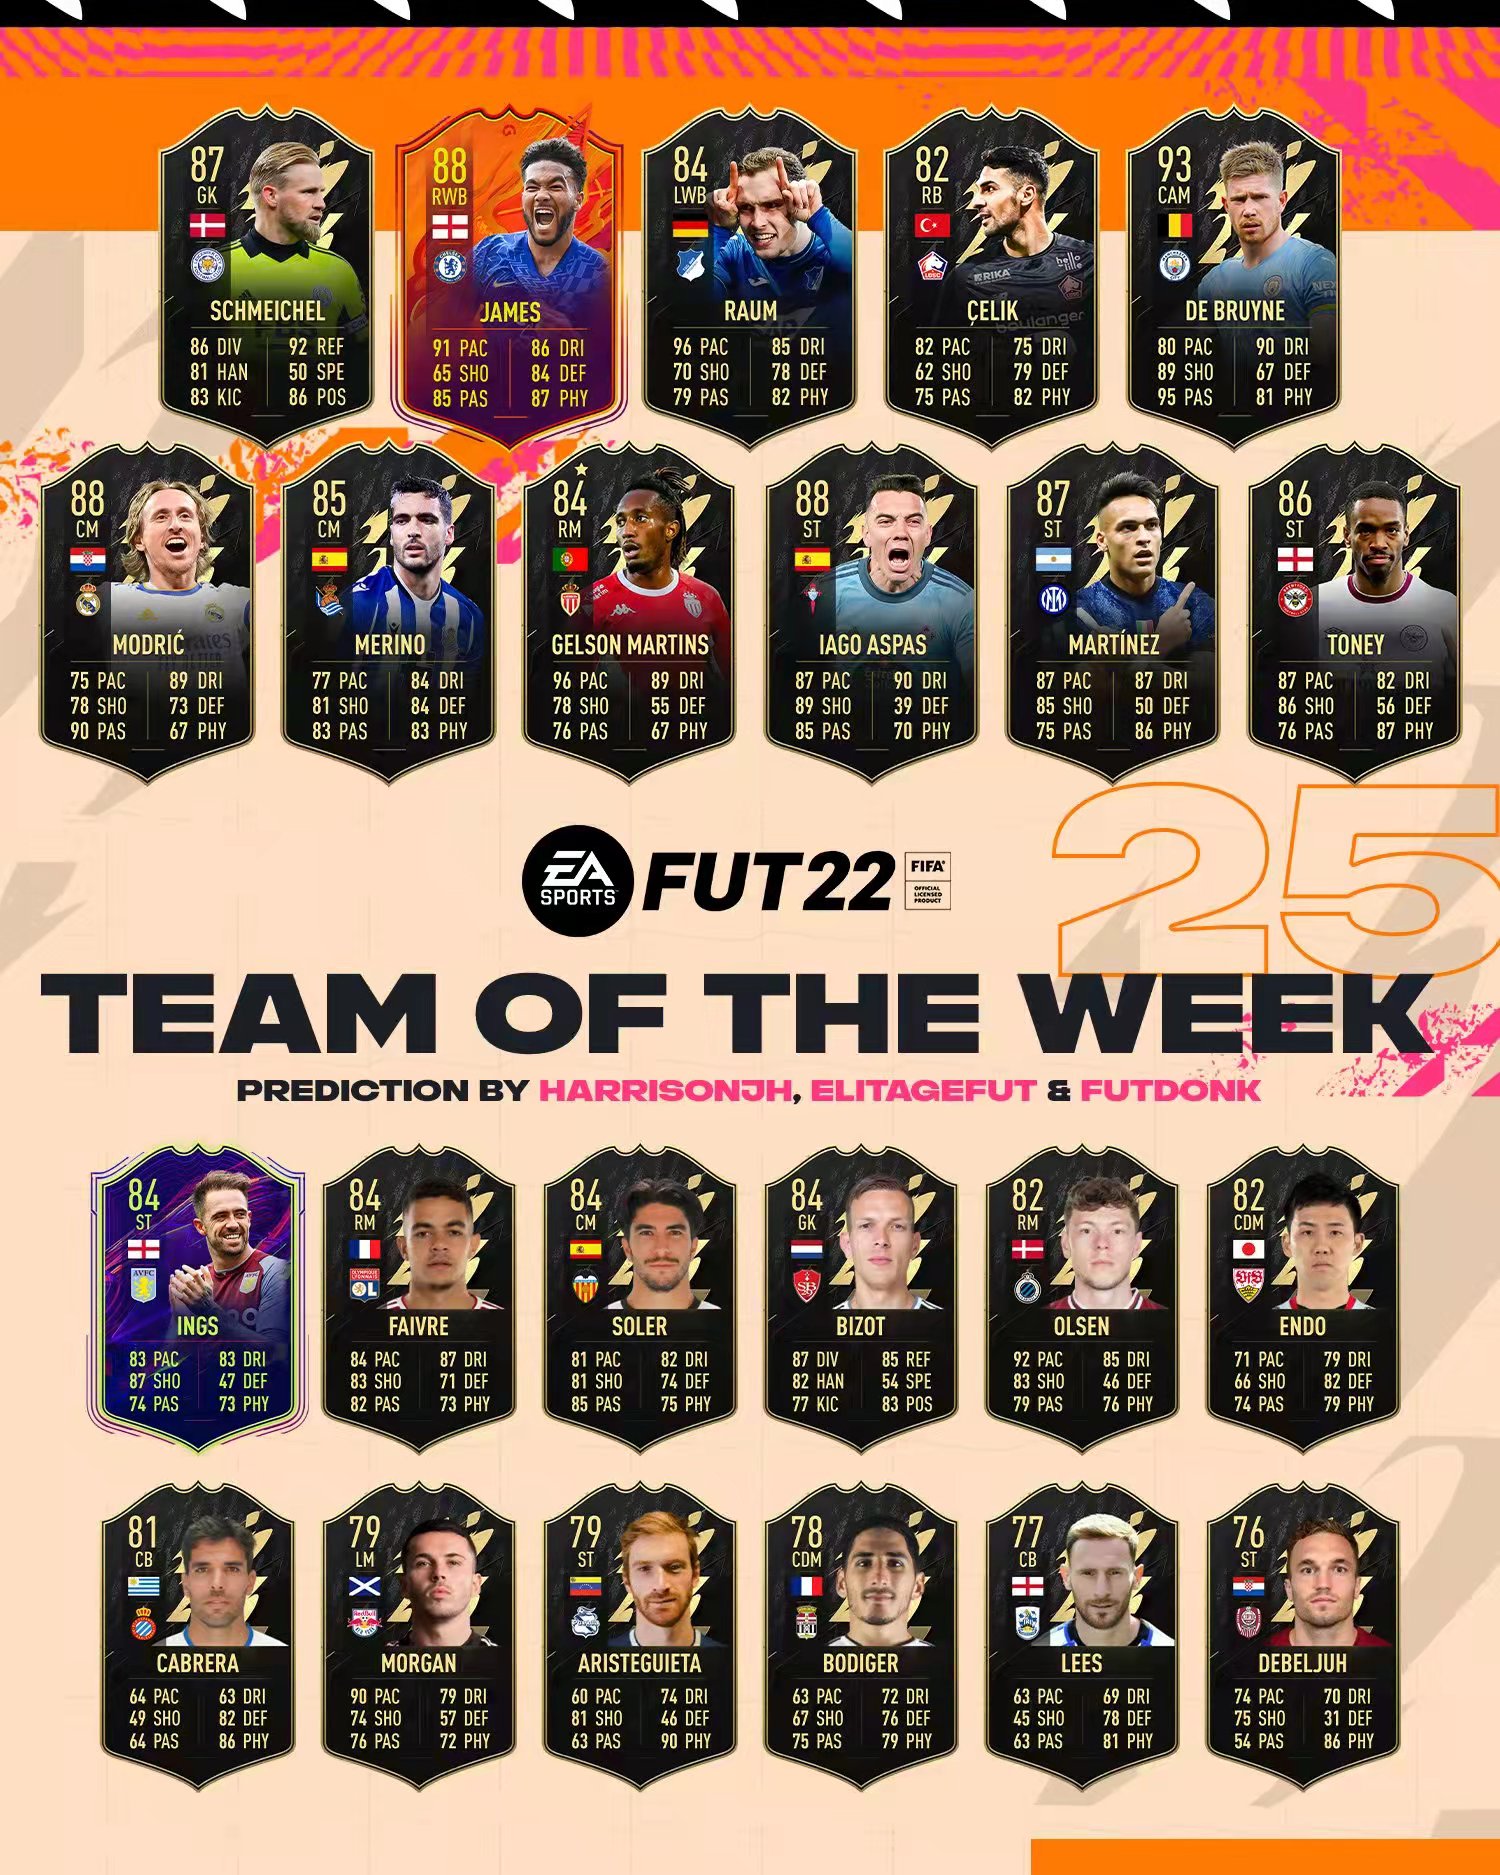 87
GK
SCHMEICHEL
86 DIV 92 REF
81 HAN 50 SPE
83 KIC 86 POS
88
RWB
JAMES
91 PAC 86 DRI
65 SHO 84 DEF
85 PAS 87 PHY
84
LWB
RAUM
96 PAC 85 DRI
70 SHO 78 DEF
79 PAS 82 PHY
82
RB
ÇELIK
82 PAC 75 DRI
62 SHO 79 DEF
75 PAS 82 PHY
93
CAM
DE BRUYNE
80 PAC 90 DRI
89 SHO 67 DEF
95 PAS 81 PHY
88
CM
MODRIĆ
75 PAC 89 DRI
78 SHO 73 DEF
90 PAS 67 PHY
85
CM
MERINO
77 PAC 84 DRI
81 SHO 84 DEF
83 PAS 83 PHY
84
RM
GELSON MARTINS
96 PAC 89 DRI
78 SHO 55 DEF
76 PAS 67 PHY
88
ST
IAGO ASPAS
87 PAC 90 DRI
89 SHO 39 DEF
85 PAS 70 PHY
87
ST
MARTÍNEZ
87 PAC 87 DRI
85 SHO 50 DEF
75 PAS 86 PHY
86
ST
TONEY
87 PAC 82 DRI
86 SHO 56 DEF
76 PAS 87 PHY
EA
SPORTS
FUT22
FIFA
OFFICIAL
LICENSED
PRODUCT
25
TEAM OF THE WEEK
PREDICTION BY HARRISONJH, ELITAGEFUT & FUTDONK
84
ST
AVFC
INGS
83 PAC 83 DRI
87 SHO 47 DEF
74 PAS 73 PHY
84
RM
OLYMPIQUE
LYONNAIS
OL
FAIVRE
84 PAC 87 DRI
83 SHO 71 DEF
82 PAS 73 PHY
84
CM
SOLER
81 PAC 82 DRI
81 SHO 74 DEF
85 PAS 75 PHY
84
GK
SB
BIZOT
87 DIV 85 REF
82 HAN 54 SPE
77 KIC 83 POS
82
RM
OLSEN
92 PAC 85 DRI
83 SHO 46 DEF
79 PAS 76 PHY
82
CDM
ENDO
71 PAC 79 DRI
66 SHO 82 DEF
74 PAS 79 PHY
81
CB
CABRERA
64 PAC 63 DRI
49 SHO 82 DEF
64 PAS 86 PHY
79
LM
MORGAN
90 PAC 79 DRI
74 SHO 57 DEF
76 PAS 72 PHY
79
ST
ARISTEGUIETA
60 PAC 74 DRI
81 SHO 46 DEF
63 PAS 90 PHY
78
CDM
BODIGER
63 PAC 72 DRI
67 SHO 76 DEF
75 PAS 79 PHY
77
CB
LEES
63 PAC 69 DRI
45 SHO 78 DEF
63 PAS 81 PHY
76
ST
DEBELJUH
74 PAC 70 DRI
75 SHO 31 DEF
54 PAS 86 PHY